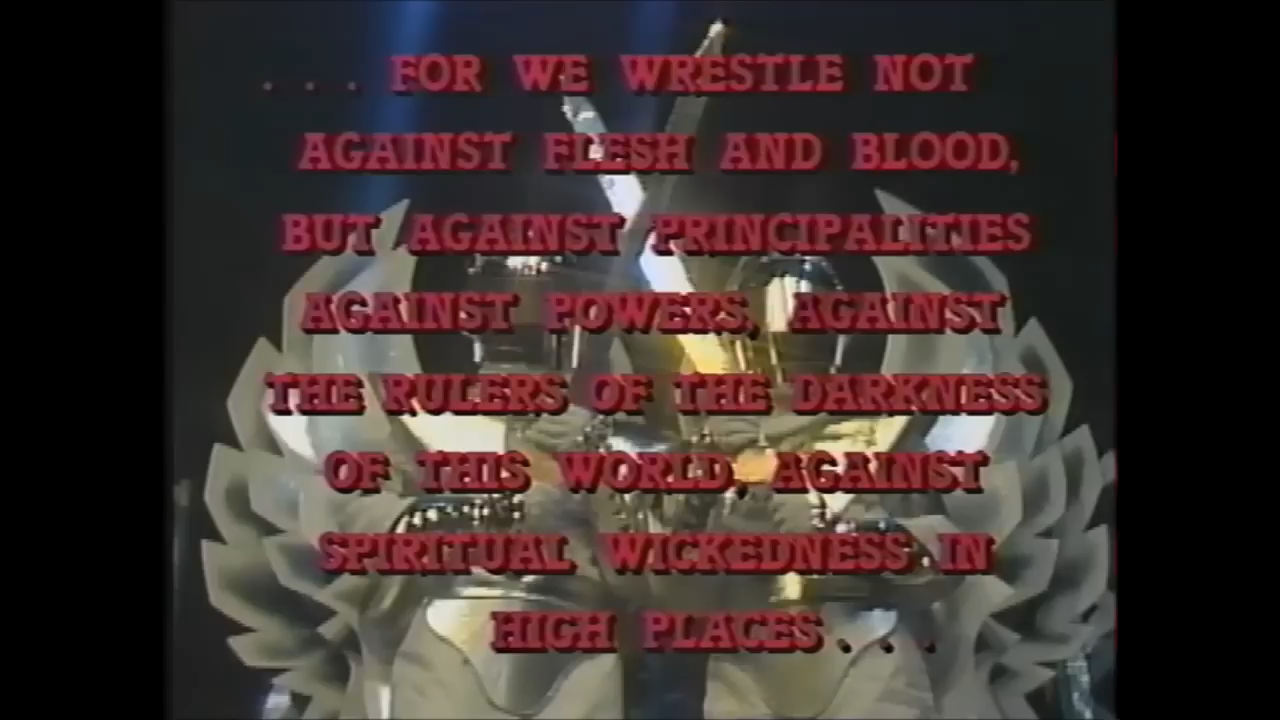 . . . FOR WE WRESTLE NOT
AGAINST FLESH AND BLOOD,
BUT AGAINST PRINCIPALITIES
AGAINST POWERS, AGAINST
THE RULERS OF THE DARKNESS
OF THIS WORLD, AGAINST
SPIRITUAL WICKEDNESS IN
HIGH PLACES . . .